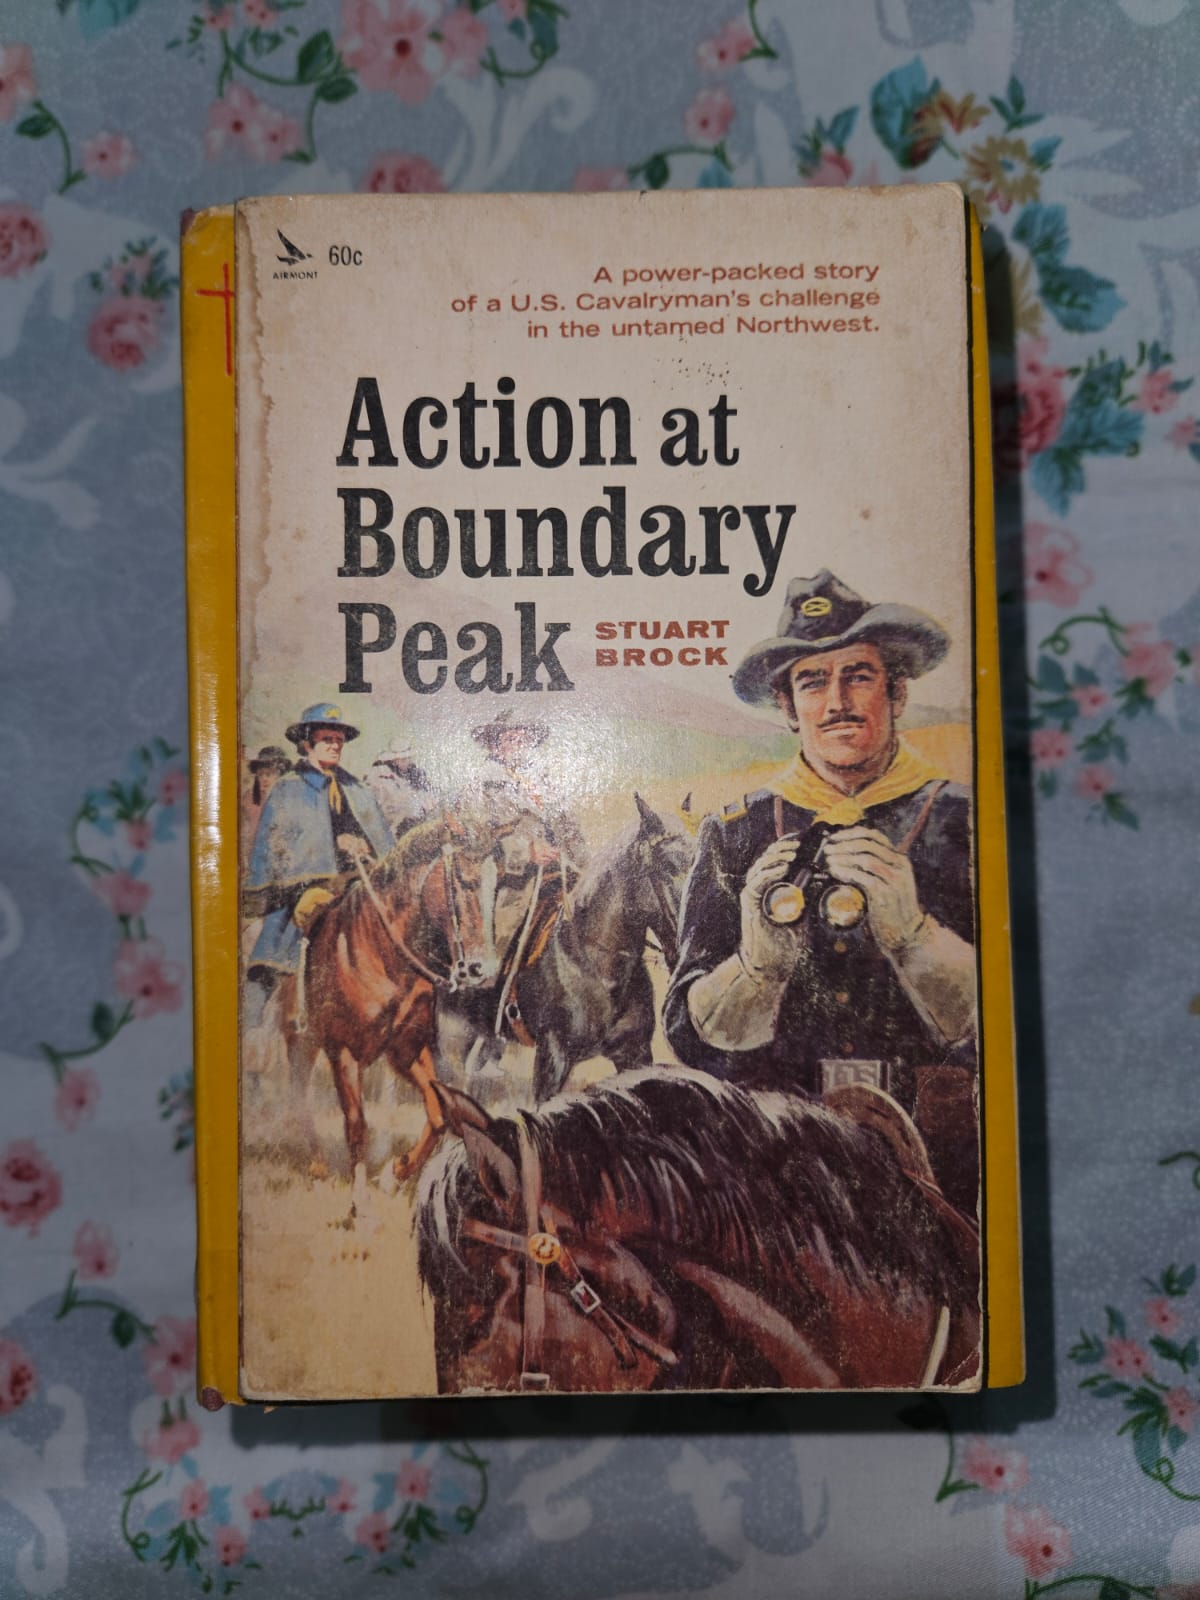 AIRMONT
60c
A power-packed story
of a U.S. Cavalryman's challenge
in the untamed Northwest.
Action at
Boundary
Peak
STUART
BROCK